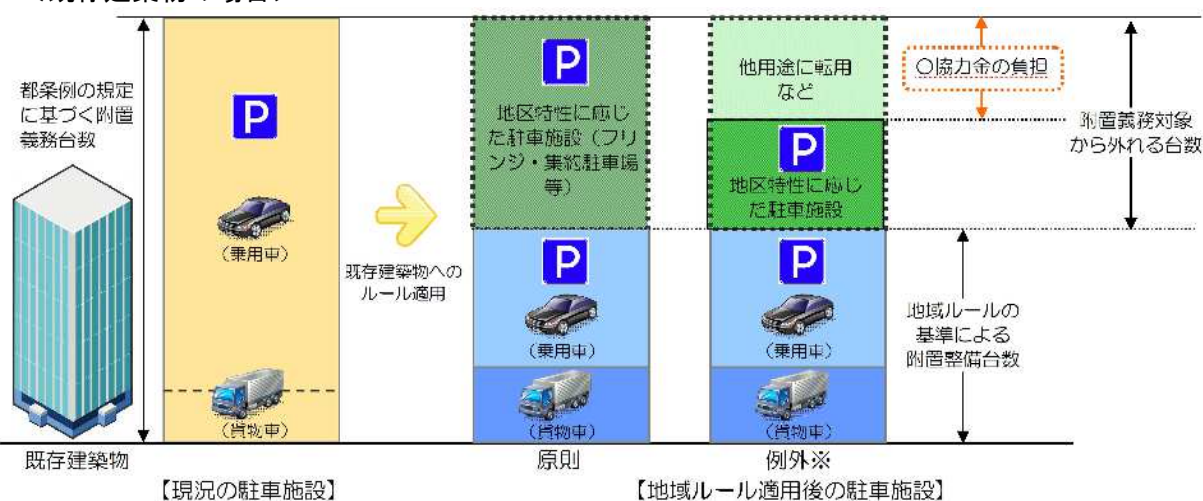 都条例の規定
に基づく附置
義務台数
P
(乗用車)
(貨物車)
既存建築物
【現況の駐車施設】
既存建築物への
ルール適用
P
地区特性に応じ
た駐車施設（フリ
ンジ・集約駐車場
等）
P
(乗用車)
(貨物車)
原則
他用途に転用
など
P
地区特性に応じ
た駐車施設
P
(乗用車)
(貨物車)
例外※
【地域ルール適用後の駐車施設】
〇協力金の負担
附置義務対象
から外れる台数
地域ルールの
基準による
附置整備台数